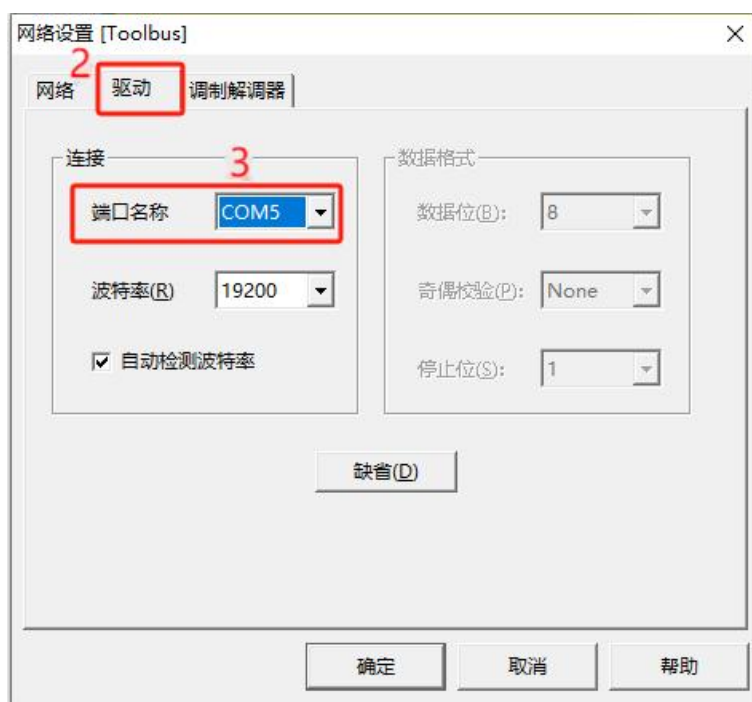 网络设置 [Toolbus]
2
网络 驱动 调制解调器
连接 3 数据格式
端口名称 COM5 数据位(B): 8
波特率(R) 19200 奇偶校验(P): None
自动检测波特率 停止位(S): 1
缺省(D)
确定 取消 帮助